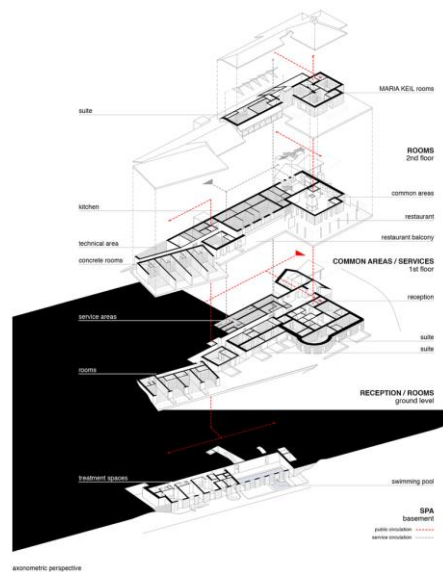 MARIA KEIL rooms
suite
ROOMS
2nd floor
common areas
kitchen
restaurant
technical area
restaurant balcony
concrete rooms
COMMON AREAS / SERVICES
1st floor
reception
service areas
suite
suite
rooms
RECEPTION / ROOMS
ground level
treatment spaces
swimming pool
SPA
basement
public circulation
service circulation
axonometric perspective